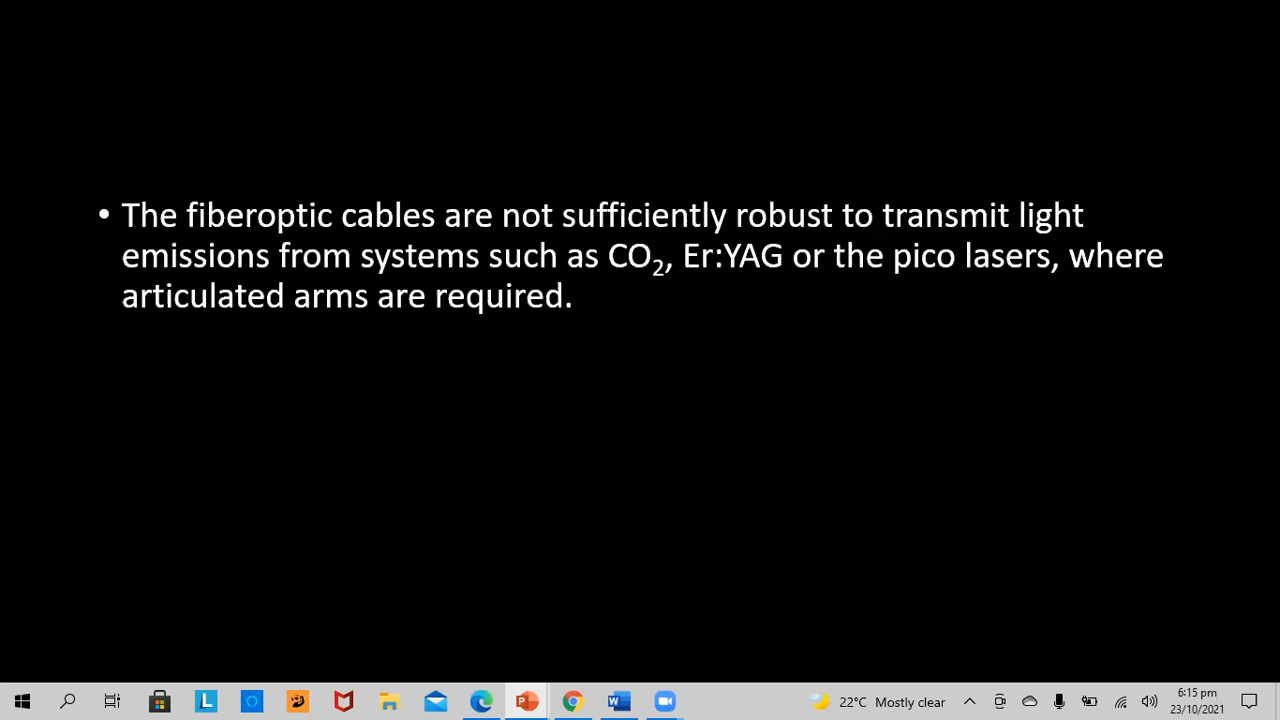 • The fiberoptic cables are not sufficiently robust to transmit light
emissions from systems such as CO₂, Er:YAG or the pico lasers, where
articulated arms are required.
22°C Mostly clear
6:15 pm
23/10/2021